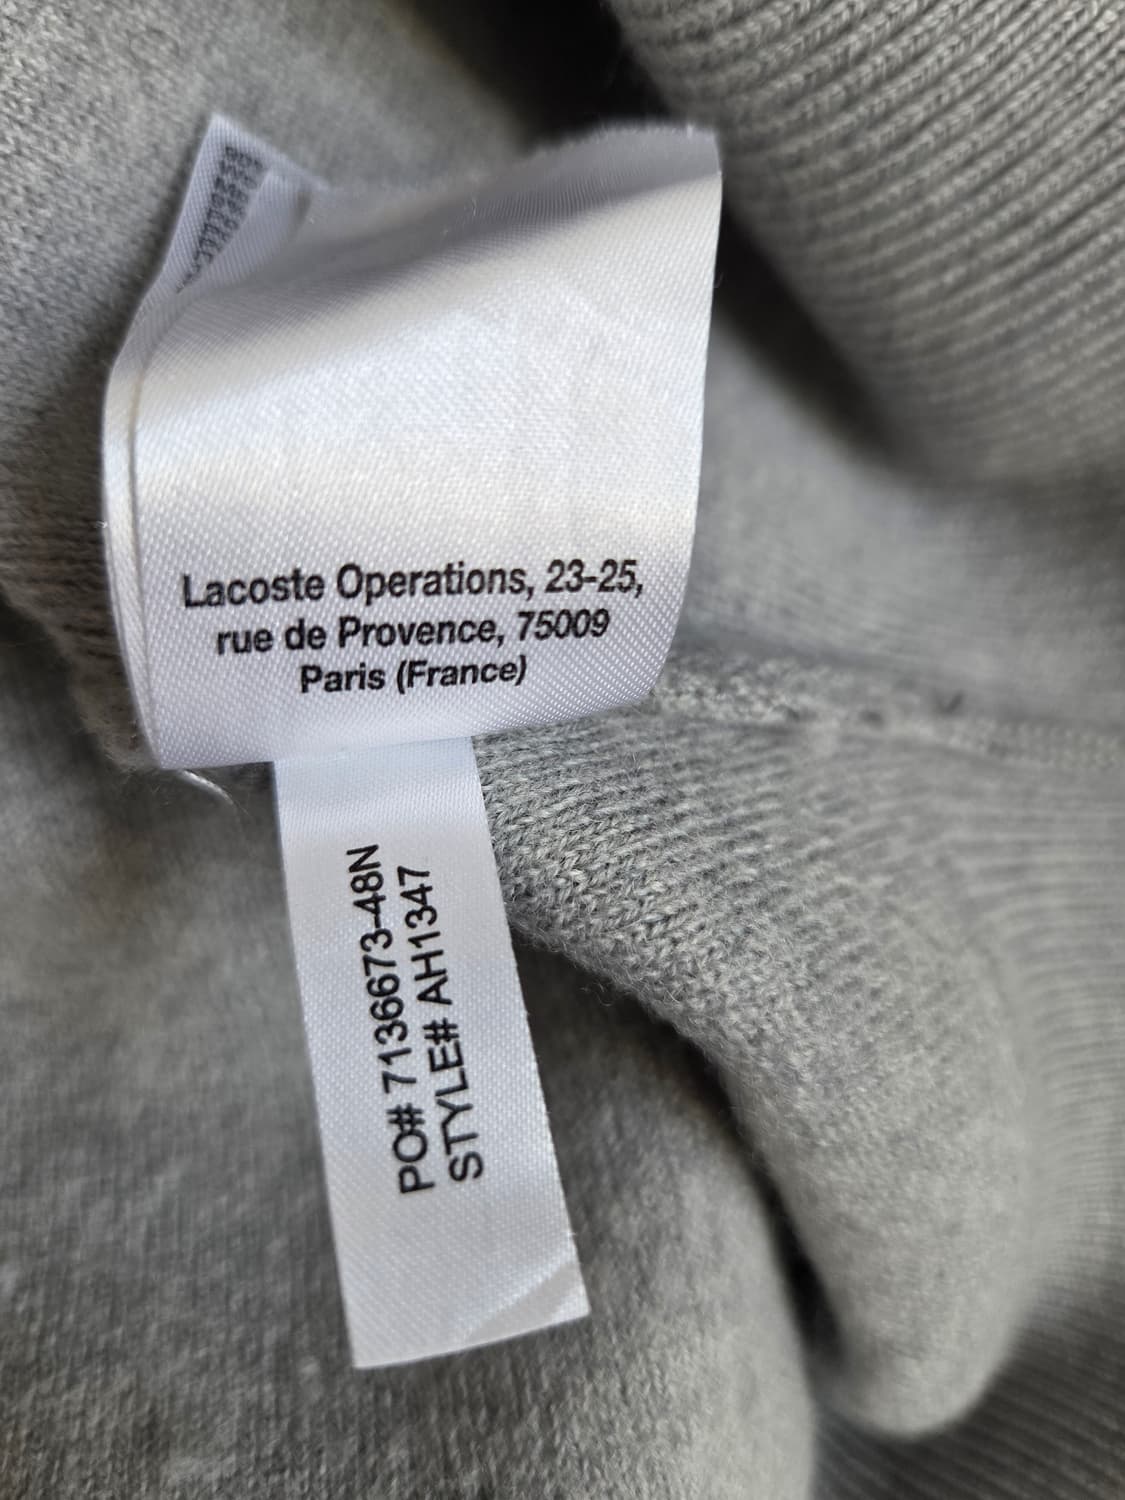 Lacoste Operations, 23-25,
rue de Provence, 75009
Paris (France)
PO# 7136673-48N
STYLE# AH1347